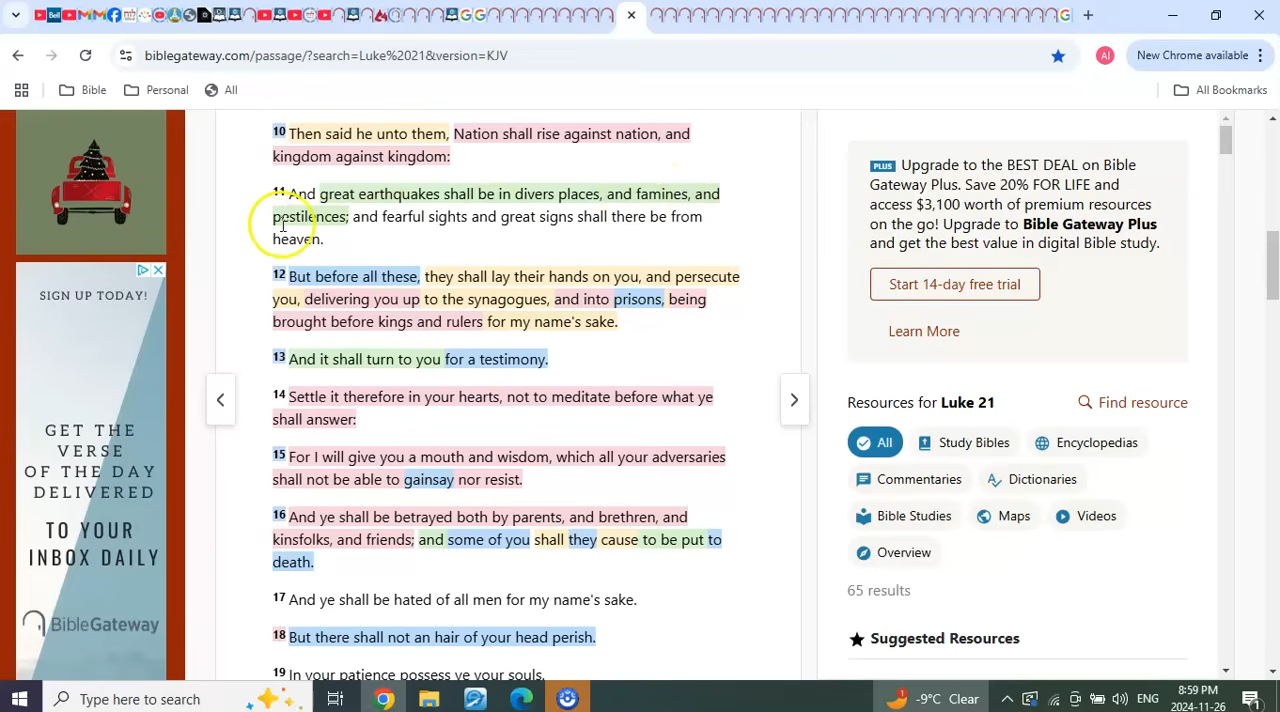 biblegateway.com/passage/?search=Luke%2021&version=KJV
Al
New Chrome available
Bible
Personal
All
All Bookmarks
10 Then said he unto them, Nation shall rise against nation, and
kingdom against kingdom:
11 And great earthquakes shall be in divers places, and famines, and
pestilences; and fearful sights and great signs shall there be from
heaven.
12 But before all these, they shall lay their hands on you, and persecute
you, delivering you up to the synagogues, and into prisons, being
brought before kings and rulers for my name's sake.
13 And it shall turn to you for a testimony.
14 Settle it therefore in your hearts, not to meditate before what ye
shall answer:
15 For I will give you a mouth and wisdom, which all your adversaries
shall not be able to gainsay nor resist.
16 And ye shall be betrayed both by parents, and brethren, and
kinsfolks, and friends; and some of you shall they cause to be put to
death.
17 And ye shall be hated of all men for my name's sake.
18 But there shall not an hair of your head perish.
19 In your patience possess ye your souls.
SIGN UP TODAY!
GET THE
VERSE
OF THE DAY
DELIVERED
TO YOUR
INBOX DAILY
BibleGateway
PLUS Upgrade to the BEST DEAL on Bible
Gateway Plus. Save 20% FOR LIFE and
access $3,100 worth of premium resources
on the go! Upgrade to Bible Gateway Plus
and get the best value in digital Bible study.
Start 14-day free trial
Learn More
Resources for Luke 21
Find resource
All
Study Bibles
Encyclopedias
Commentaries
Dictionaries
Bible Studies
Maps
Videos
Overview
65 results
Suggested Resources
Type here to search
-9°C Clear
ENG
8:59 PM
2024-11-26